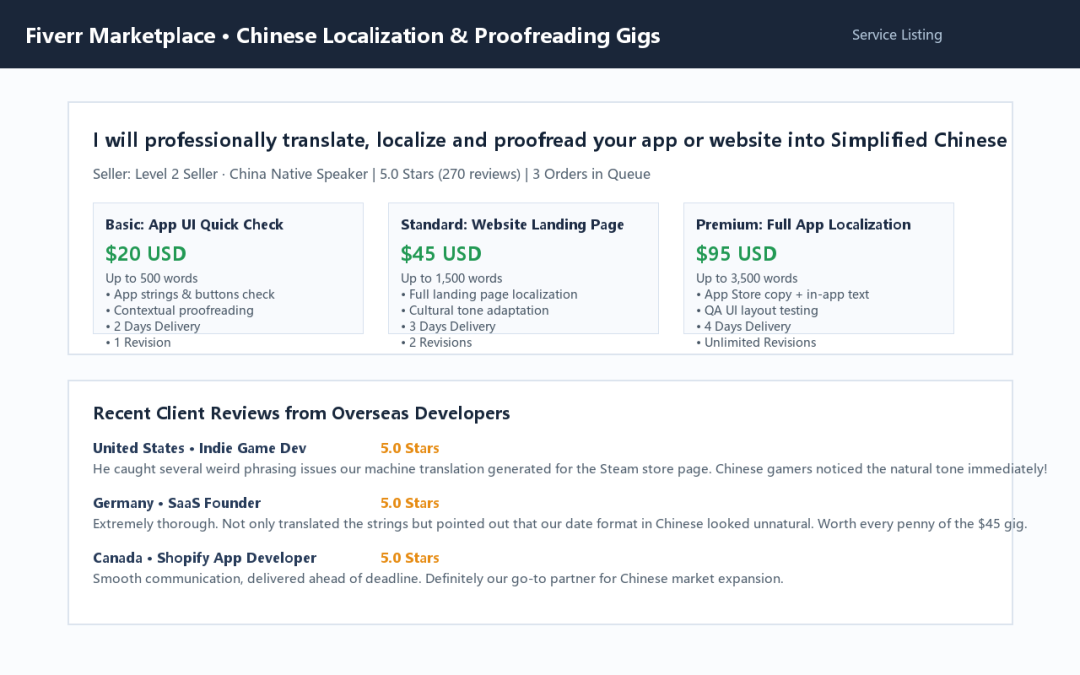 Fiverr Marketplace • Chinese Localization & Proofreading Gigs
Service Listing
I will professionally translate, localize and proofread your app or website into Simplified Chinese
Seller: Level 2 Seller · China Native Speaker | 5.0 Stars (270 reviews) | 3 Orders in Queue
Basic: App UI Quick Check
$20 USD
Up to 500 words
• App strings & buttons check
• Contextual proofreading
• 2 Days Delivery
• 1 Revision
Standard: Website Landing Page
$45 USD
Up to 1,500 words
• Full landing page localization
• Cultural tone adaptation
• 3 Days Delivery
• 2 Revisions
Premium: Full App Localization
$95 USD
Up to 3,500 words
• App Store copy + in-app text
• QA UI layout testing
• 4 Days Delivery
• Unlimited Revisions
Recent Client Reviews from Overseas Developers
United States • Indie Game Dev 5.0 Stars
He caught several weird phrasing issues our machine translation generated for the Steam store page. Chinese gamers noticed the natural tone immediately!
Germany • SaaS Founder 5.0 Stars
Extremely thorough. Not only translated the strings but pointed out that our date format in Chinese looked unnatural. Worth every penny of the $45 gig.
Canada • Shopify App Developer 5.0 Stars
Smooth communication, delivered ahead of deadline. Definitely our go-to partner for Chinese market expansion.